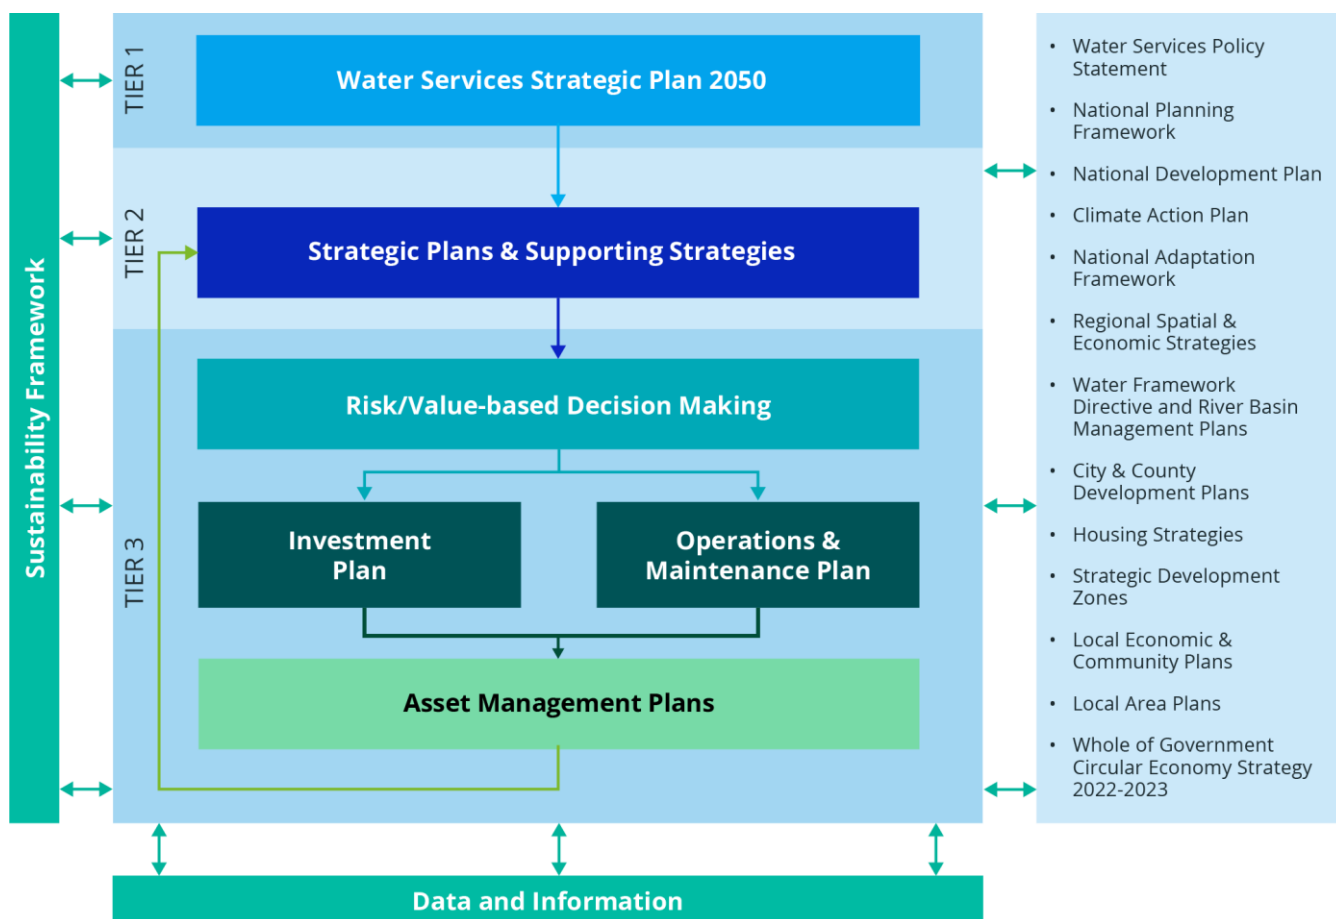 Sustainability Framework
TIER 1
Water Services Strategic Plan 2050
TIER 2
Strategic Plans & Supporting Strategies
TIER 3
Risk/Value-based Decision Making
Investment
Plan
Operations &
Maintenance Plan
Asset Management Plans
Data and Information
• Water Services Policy
Statement
• National Planning
Framework
• National Development Plan
• Climate Action Plan
• National Adaptation
Framework
• Regional Spatial &
Economic Strategies
• Water Framework
Directive and River Basin
Management Plans
• City & County
Development Plans
• Housing Strategies
• Strategic Development
Zones
• Local Economic &
Community Plans
• Local Area Plans
• Whole of Government
Circular Economy Strategy
2022-2023